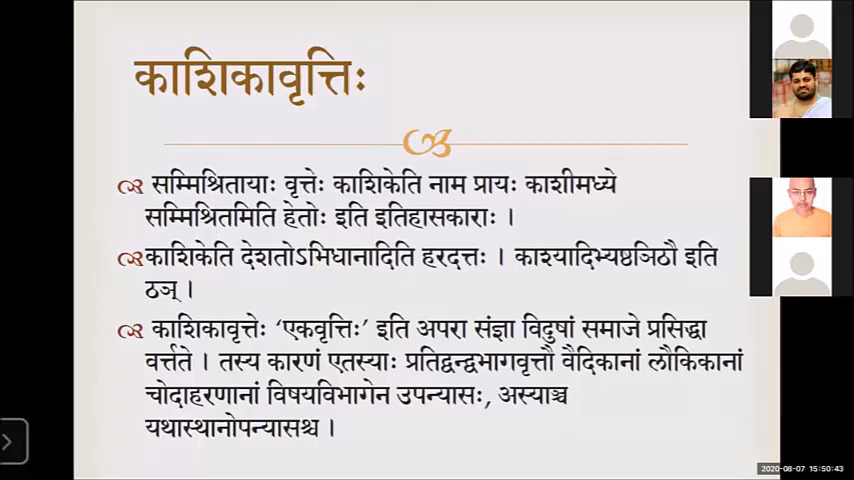 काशिकावृत्तिः
सम्मिश्रितायाः वृत्तेः काशिकेति नाम प्रायः काशीमध्ये
सम्मिश्रितमिति हेतोः इति इतिहासकाराः ।
काशिकेति देशतोऽभिधानादिति हरदत्तः । काश्यादिभ्यष्ठञिठौ इति
ठञ् ।
काशिकावृत्तेः ‘एकवृत्तिः’ इति अपरा संज्ञा विदुषां समाजे प्रसिद्धा
वर्त्तते । तस्य कारणं एतस्याः प्रतिद्वन्द्वभागवृत्तौ वैदिकानां लौकिकानां
चोदाहरणानां विषयविभागेन उपन्यासः, अस्याञ्च
यथास्थानोपन्यासश्च ।
2020-08-07 15:50:43